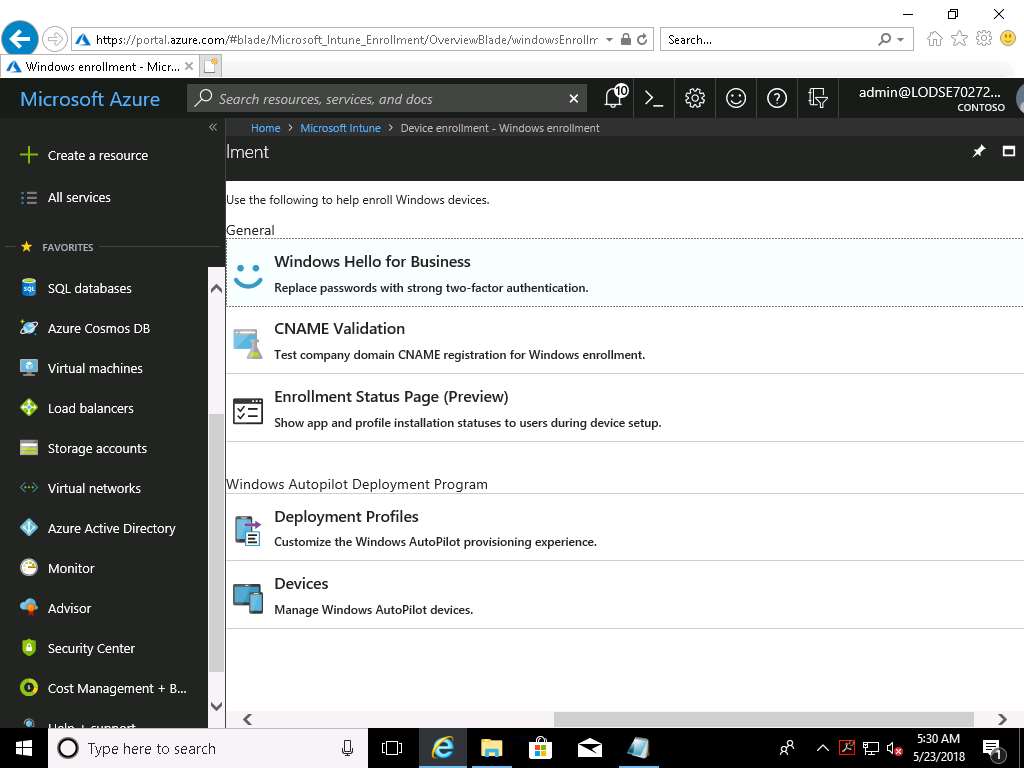 https://portal.azure.com/#blade/Microsoft_Intune_Enrollment/OverviewBlade/windowsEnrollm
Search...
Windows enrollment - Micr...
Microsoft Azure
Search resources, services, and docs
10
admin@LODSE70272...
CONTOSO
Home > Microsoft Intune > Device enrollment - Windows enrollment
lment
Create a resource
All services
FAVORITES
SQL databases
Azure Cosmos DB
Virtual machines
Load balancers
Storage accounts
Virtual networks
Azure Active Directory
Monitor
Advisor
Security Center
Cost Management + B...
Help + support
Use the following to help enroll Windows devices.
General
Windows Hello for Business
Replace passwords with strong two-factor authentication.
CNAME Validation
Test company domain CNAME registration for Windows enrollment.
Enrollment Status Page (Preview)
Show app and profile installation statuses to users during device setup.
Windows Autopilot Deployment Program
Deployment Profiles
Customize the Windows AutoPilot provisioning experience.
Devices
Manage Windows AutoPilot devices.
Type here to search
5:30 AM
5/23/2018
1